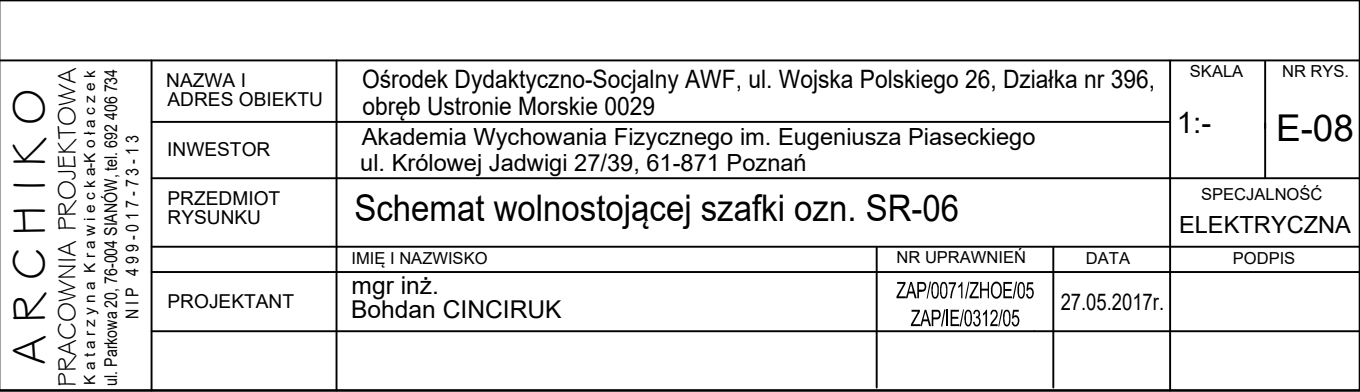 ARCHIKO
PRACOWNIA PROJEKTOWA
Katarzyna Krawiecka-Kołaczek
ul. Parkowa 20, 76-004 SIANÓW, tel. 692 406 734
NIP 499-017-73-13
NAZWA I
ADRES OBIEKTU
Ośrodek Dydaktyczno-Socjalny AWF, ul. Wojska Polskiego 26, Działka nr 396,
obręb Ustronie Morskie 0029
SKALA
1:-
NR RYS.
E-08
INWESTOR
Akademia Wychowania Fizycznego im. Eugeniusza Piaseckiego
ul. Królowej Jadwigi 27/39, 61-871 Poznań
PRZEDMIOT
RYSUNKU
Schemat wolnostojącej szafki ozn. SR-06
SPECJALNOŚĆ
ELEKTRYCZNA
IMIĘ I NAZWISKO
NR UPRAWNIEŃ
DATA
PODPIS
PROJEKTANT
mgr inż.
Bohdan CINCIRUK
ZAP/0071/ZHOE/05
ZAP/IE/0312/05
27.05.2017r.